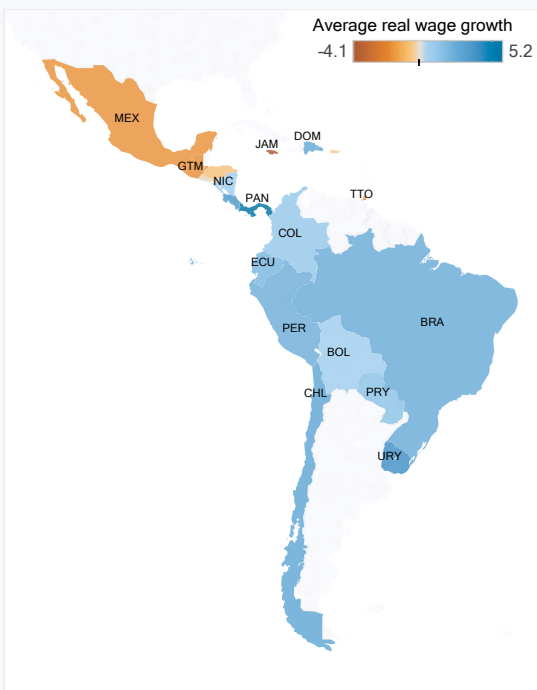 Average real wage growth
-4.1 5.2
MEX
JAM
DOM
GTM
NIC
PAN
TTO
COL
ECU
PER
BRA
BOL
CHL
PRY
URY